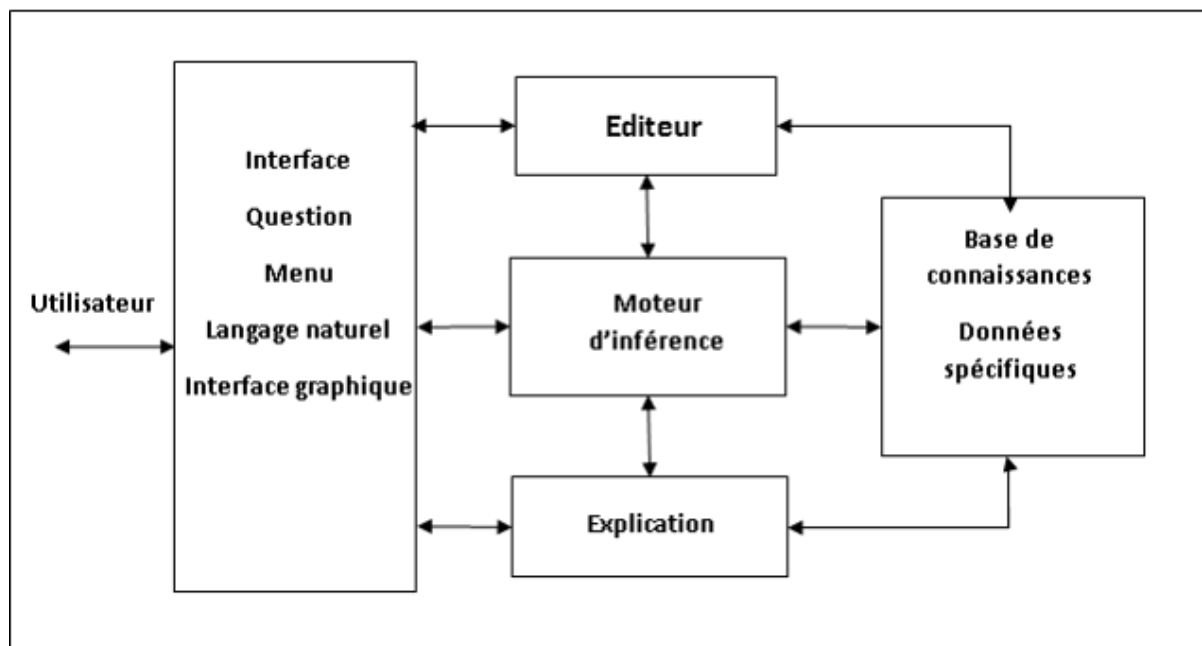 Utilisateur
Interface
Question
Menu
Langage naturel
Interface graphique
Editeur
Moteur
d'inférence
Explication
Base de
connaissances
Données
spécifiques